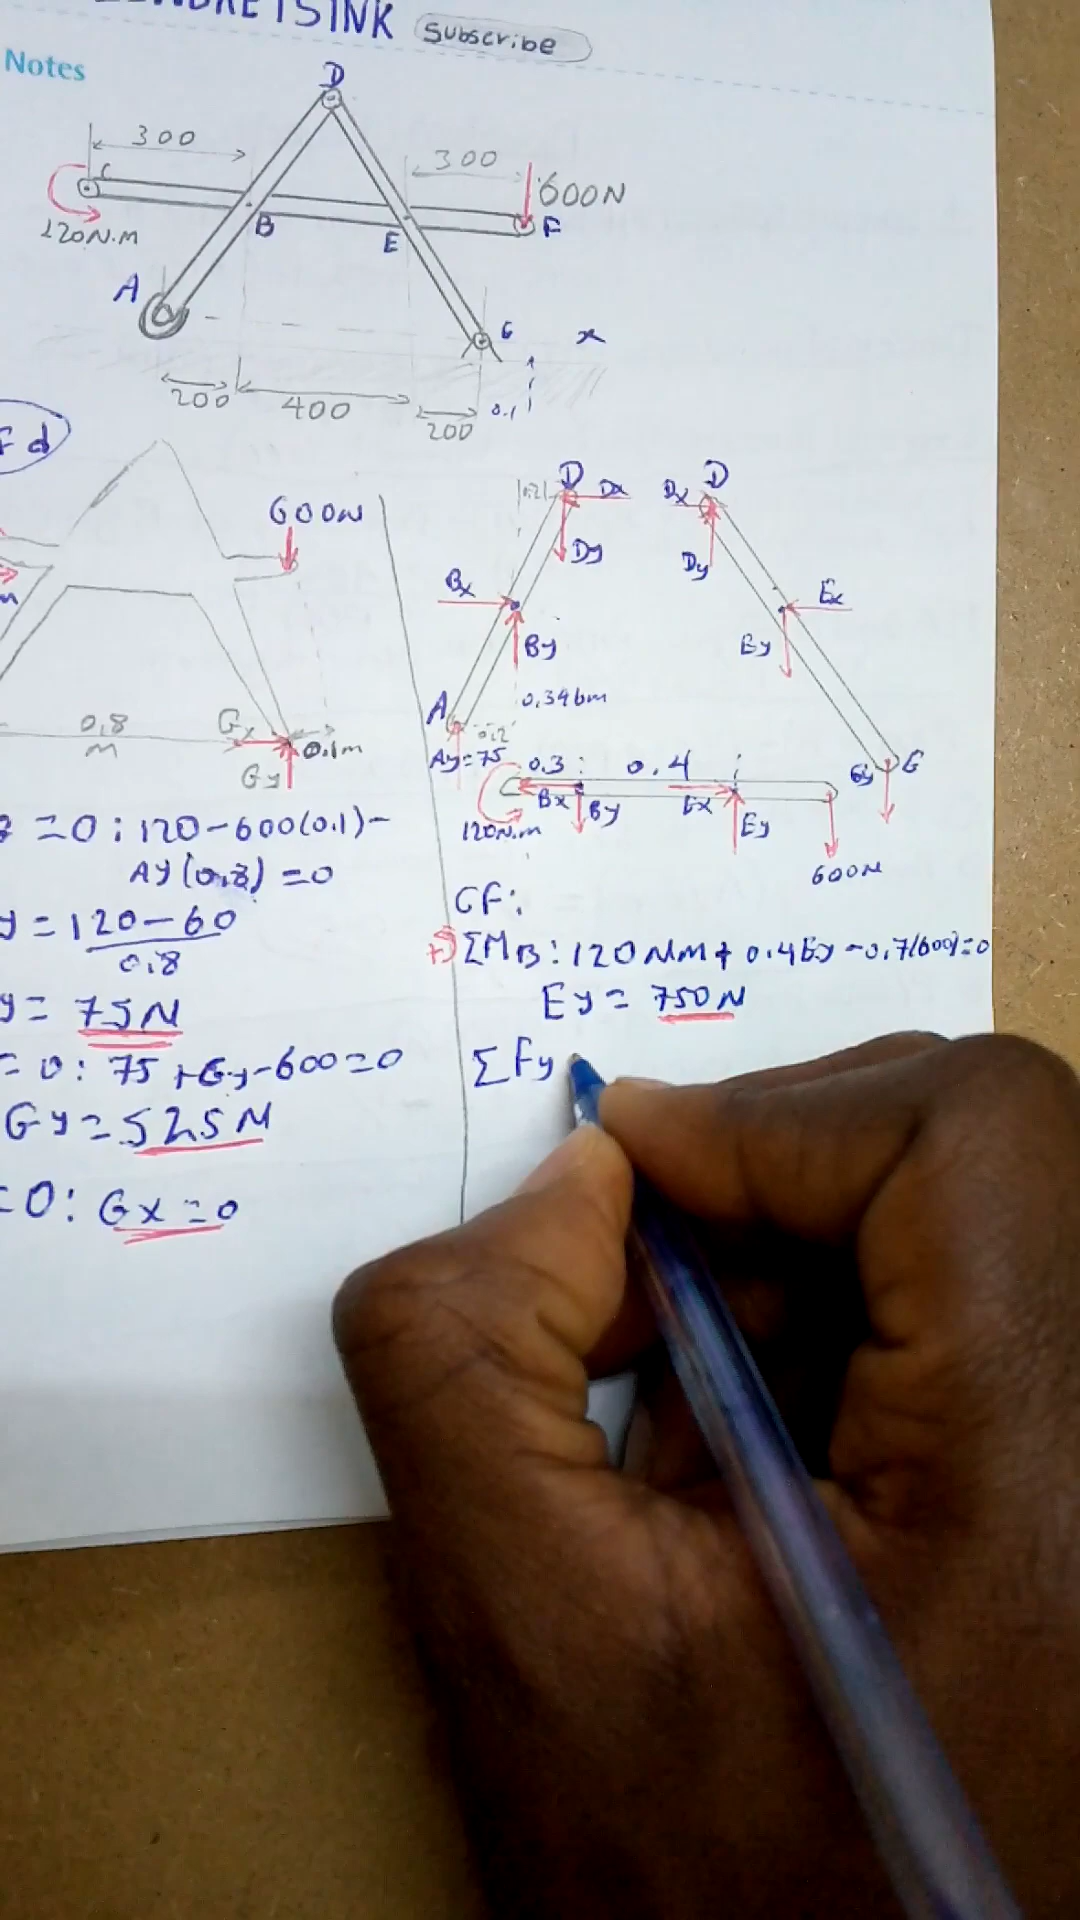 ISINK Subscribe
Notes
D
300
300
C
600N
120N.m
B
E
F
A
G
x
200
400
200
0.1
F d
600N
0.8
m
Gx
0.1m
Gy
=0: 120-600(0.1)-
Ay(0.8) =0
y = 120-60
0.8
y = 75N
= 0: 75 +Gy-600=0
Gy = 525N
=0: Gx = 0
D
Dx
Dx
D
0.2
Dy
Dy
Bx
Ex
By
Ey
0.346m
A
0.2
Ay=75
0.3
0.4
Gy
G
Bx
By
Ex
Ey
120N.m
600N
CF:
+ ΣMB: 120Nm + 0.4Ey - 0.7(600)=0
Ey = 750N
ΣFy